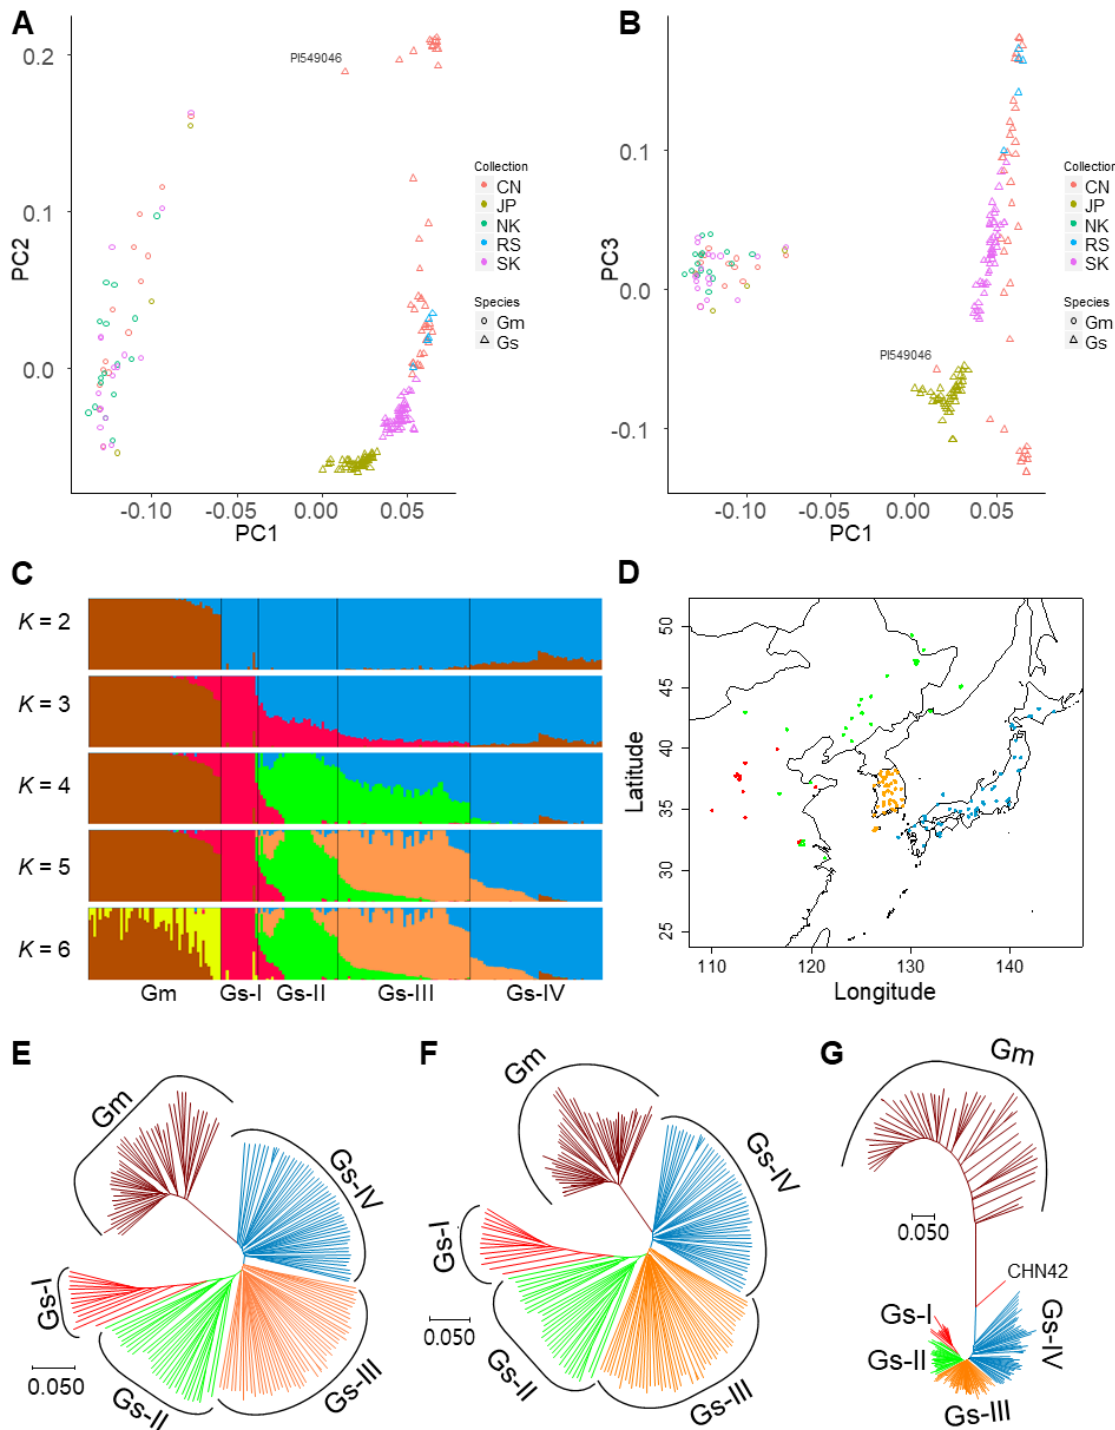 A
PC2
0.2
0.1
0.0
PI549046
-0.10
-0.05
0.00
0.05
PC1
Collection
CN
JP
NK
RS
SK
Species
Gm
Gs
B
PC3
0.1
0.0
-0.1
PI549046
-0.10
-0.05
0.00
0.05
PC1
Collection
CN
JP
NK
RS
SK
Species
Gm
Gs
C
K = 2
K = 3
K = 4
K = 5
K = 6
Gm
Gs-I
Gs-II
Gs-III
Gs-IV
D
Latitude
50
45
40
35
30
25
110
120
130
140
Longitude
E
Gm
Gs-IV
Gs-I
Gs-II
Gs-III
0.050
F
Gm
Gs-IV
Gs-I
Gs-II
Gs-III
0.050
G
Gm
0.050
CHN42
Gs-I
Gs-II
Gs-III
Gs-IV